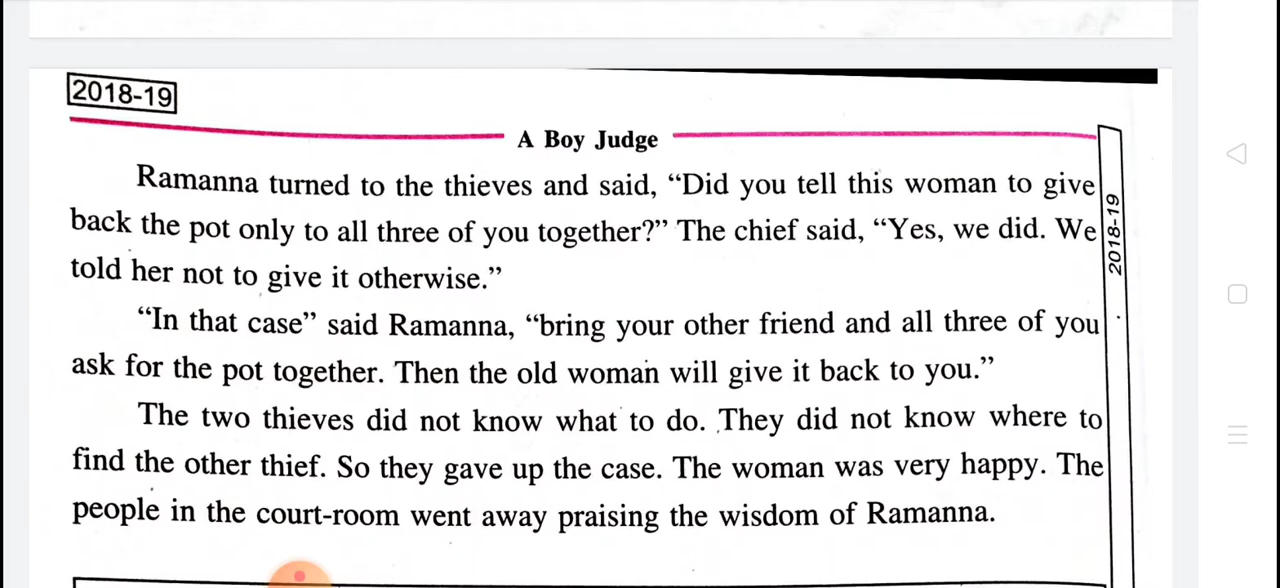 2018-19
A Boy Judge
Ramanna turned to the thieves and said, “Did you tell this woman to give
back the pot only to all three of you together?” The chief said, “Yes, we did. We
told her not to give it otherwise.”
“In that case” said Ramanna, “bring your other friend and all three of you
ask for the pot together. Then the old woman will give it back to you.”
The two thieves did not know what to do. They did not know where to
find the other thief. So they gave up the case. The woman was very happy. The
people in the court-room went away praising the wisdom of Ramanna.
2018-19